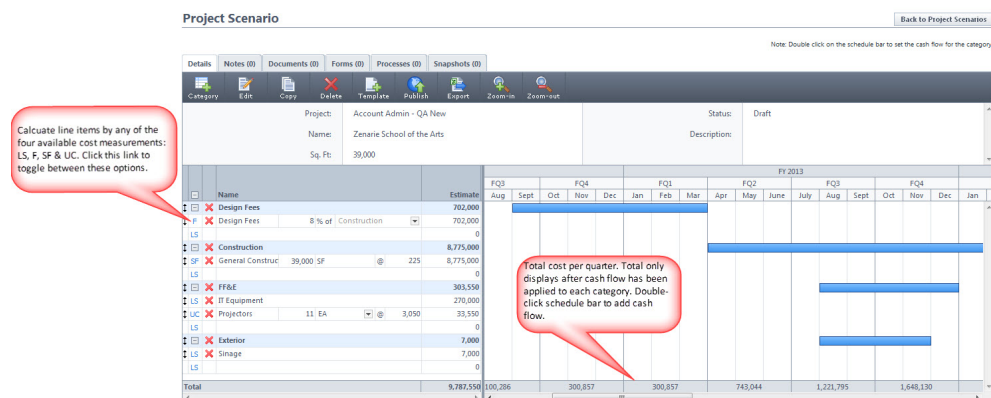 Project Scenario
Back to Project Scenarios
Note: Double click on the schedule bar to set the cash flow for the category
Details Notes (0) Documents (0) Forms (0) Processes (0) Snapshots (0)
Category Edit Copy Delete Template Publish Export Zoom-in Zoom-out
Project: Account Admin - QA New Status: Draft
Name: Zenarie School of the Arts Description:
Sq. Ft: 39,000
Calcuate line items by any of the
four available cost measurements:
LS, F, SF & UC. Click this link to
toggle between these options.
FY 2013
FQ3 FQ4 FQ1 FQ2 FQ3 FQ4
Name Estimate Aug Sept Oct Nov Dec Jan Feb Mar Apr May June July Aug Sept Oct Nov Dec Jan
Design Fees 702,000
F Design Fees 8 % of Construction 702,000
LS 0
Construction 8,775,000
SF General Construc 39,000 SF @ 225 8,775,000
LS 0
FF&E 303,550
LS IT Equipment 270,000
UC Projectors 11 EA @ 3,050 33,550
LS 0
Exterior 7,000
LS Sinage 7,000
LS 0
Total cost per quarter. Total only
displays after cash flow has been
applied to each category. Double-
click schedule bar to add cash
flow.
Total 9,787,550 100,286 300,857 300,857 743,044 1,221,795 1,648,130